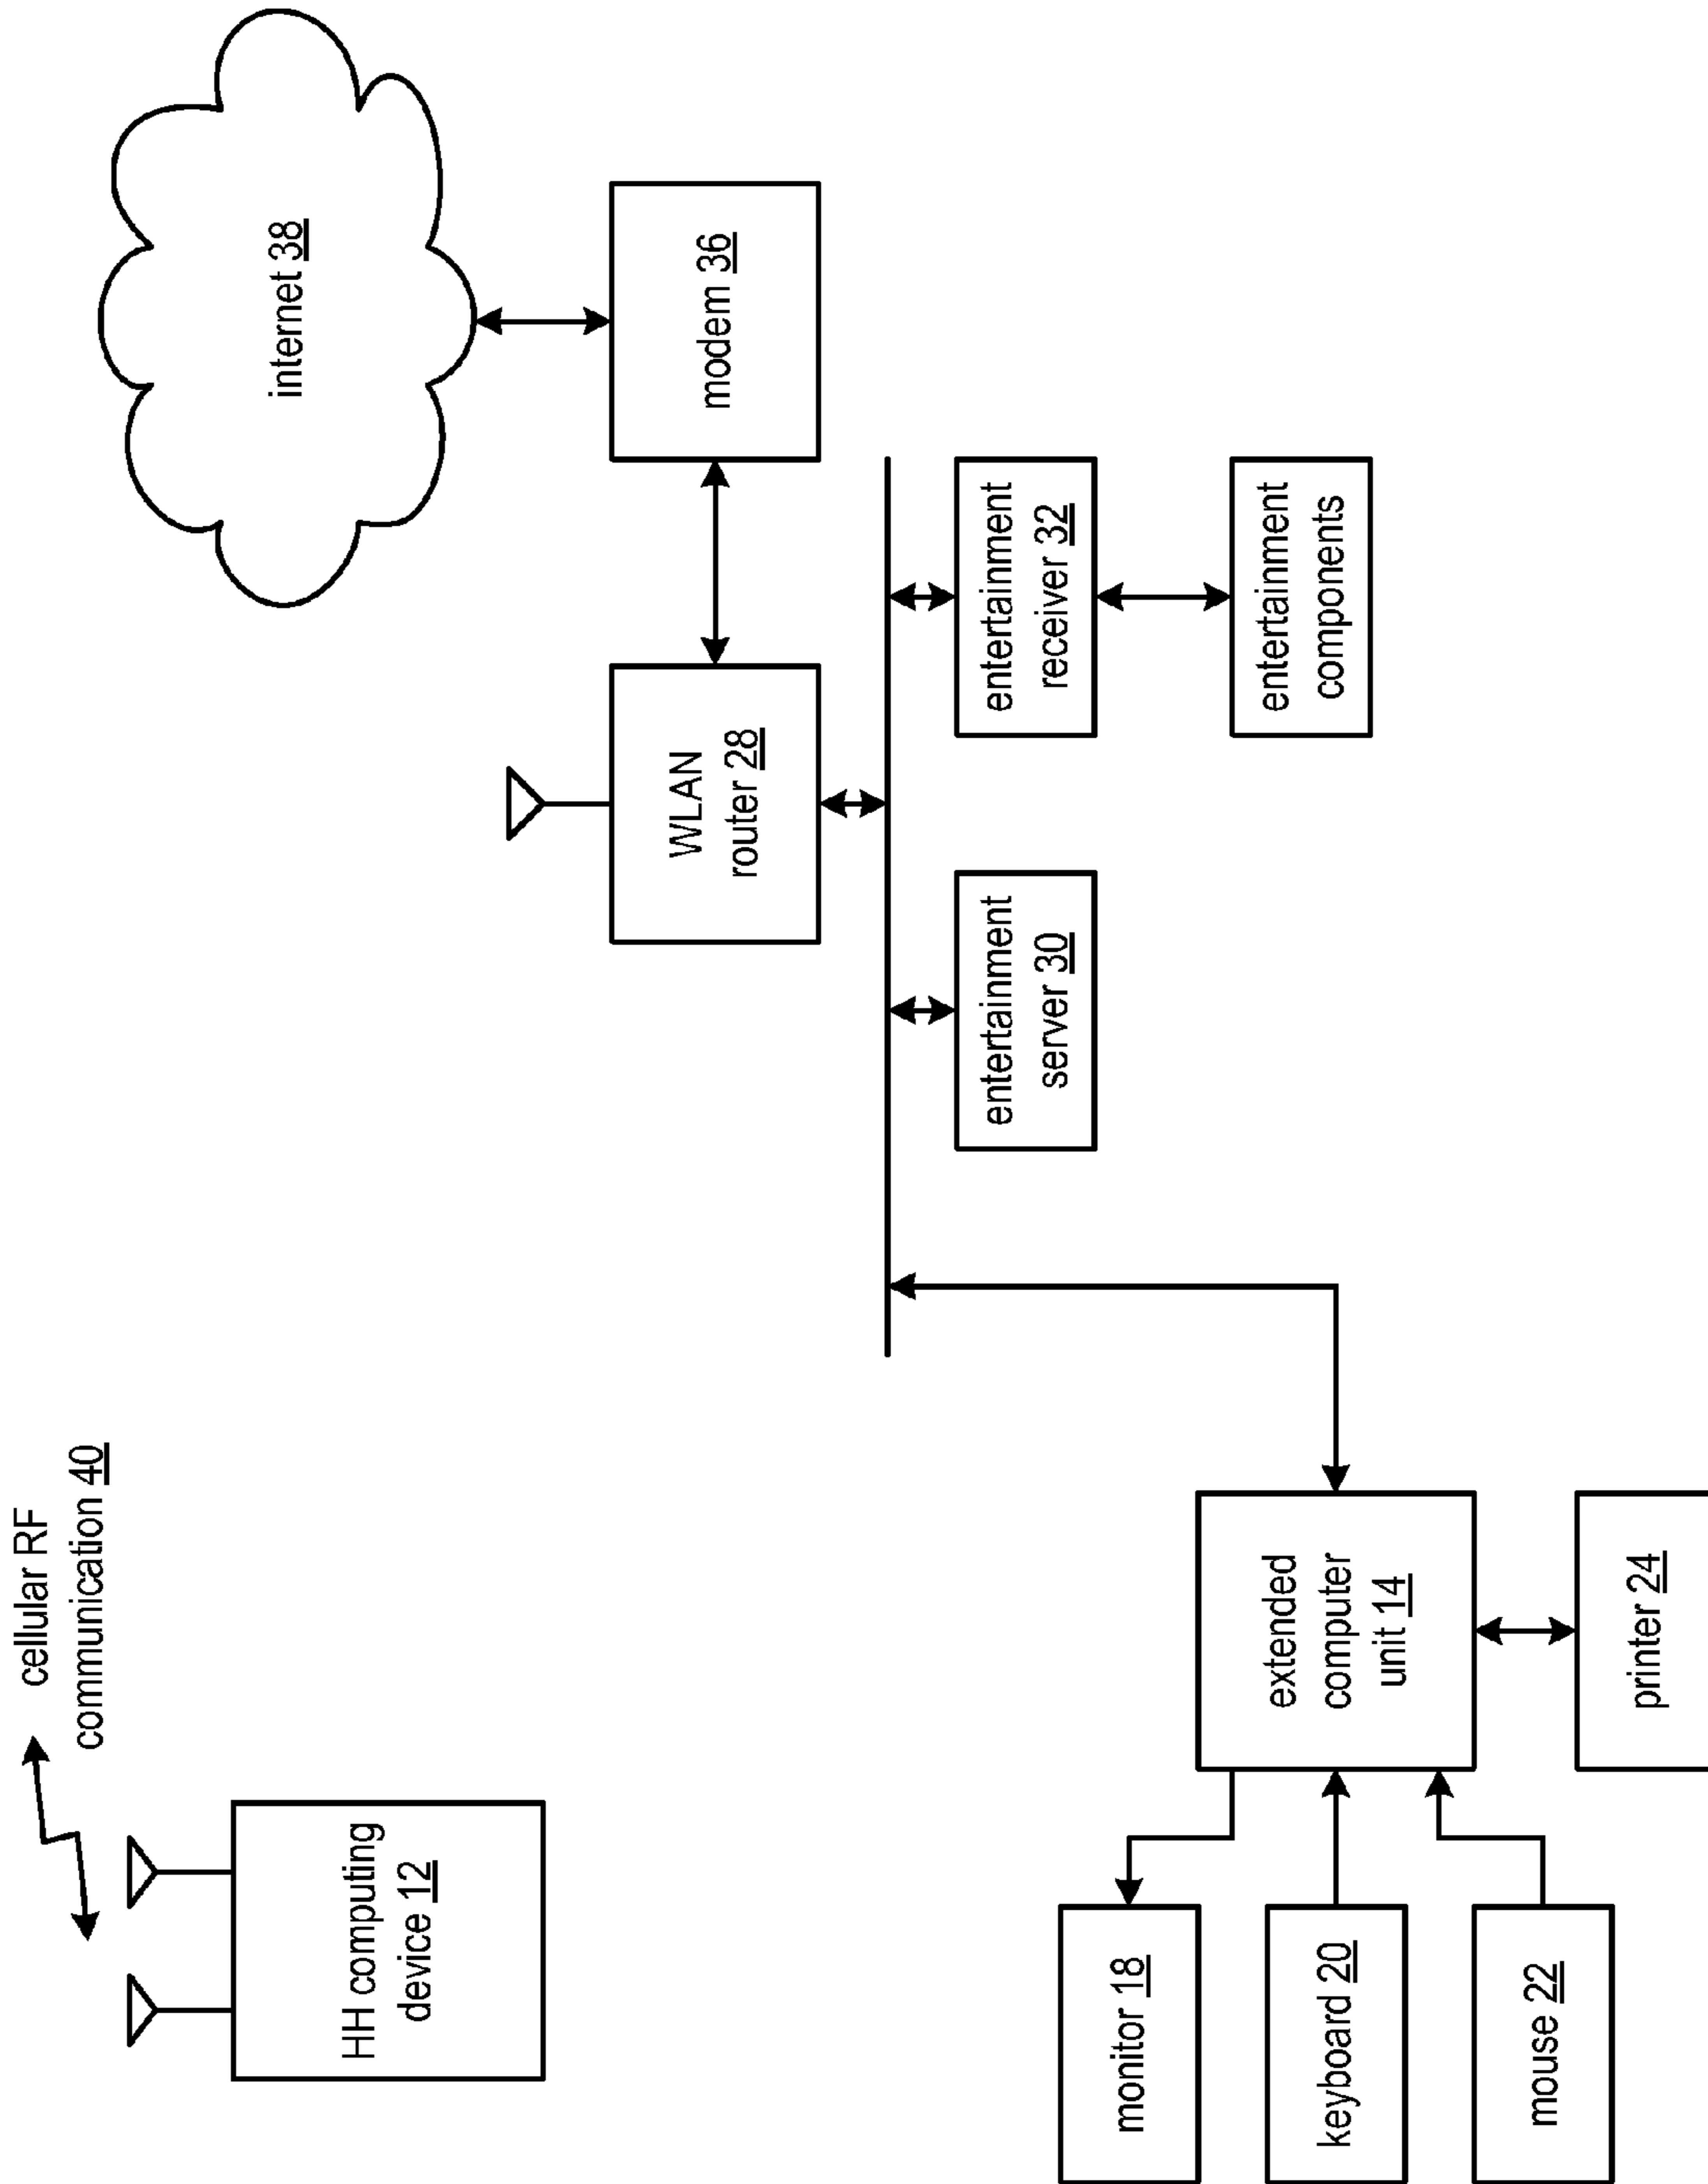 cellular RF
communication 40
HH computing
device 12
internet 38
WLAN
router 28
modem 36
entertainment
server 30
entertainment
receiver 32
entertainment
components
extended
computer
unit 14
monitor 18
keyboard 20
mouse 22
printer 24